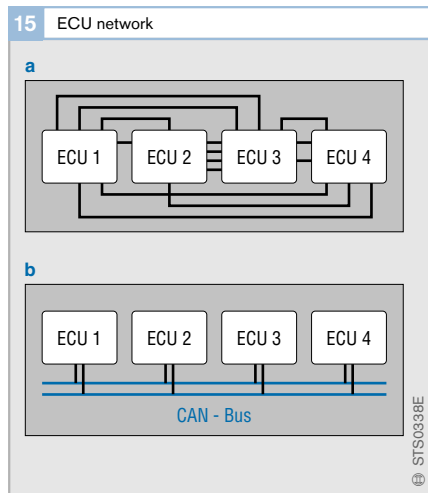 15 ECU network
a
ECU 1 ECU 2 ECU 3 ECU 4
b
ECU 1 ECU 2 ECU 3 ECU 4
CAN - Bus
STS0338E